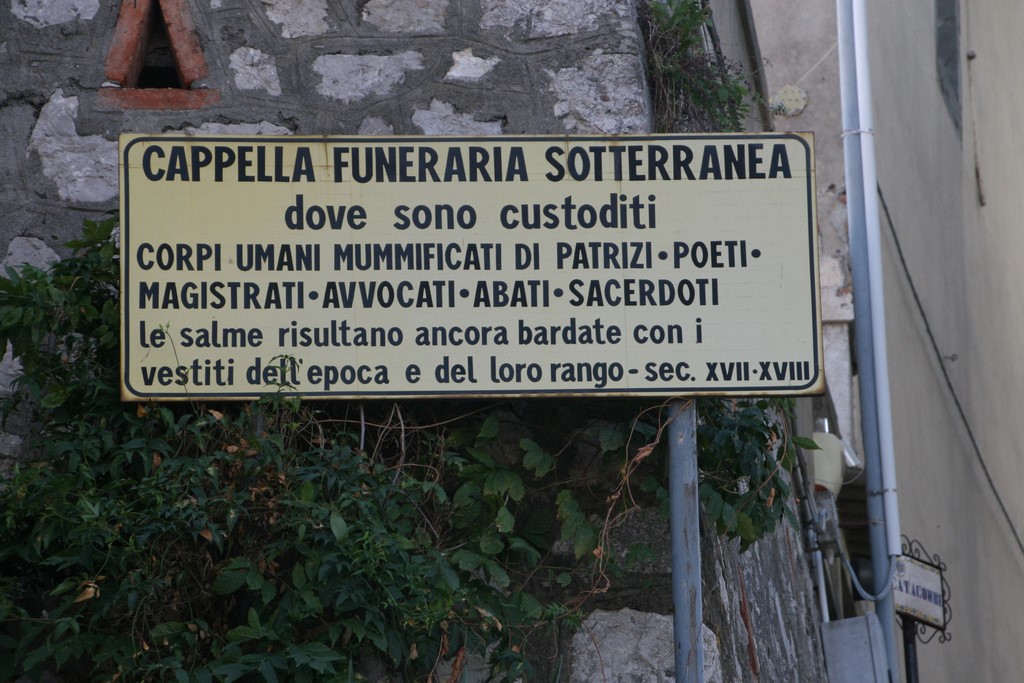 CAPPELLA FUNERARIA SOTTERRANEA
dove sono custoditi
CORPI UMANI MUMMIFICATI DI PATRIZI•POETI•
MAGISTRATI•AVVOCATI•ABATI•SACERDOTI
le salme risultano ancora bardate con i
vestiti dell'epoca e del loro rango - sec. XVII•XVIII
CATACOMBE